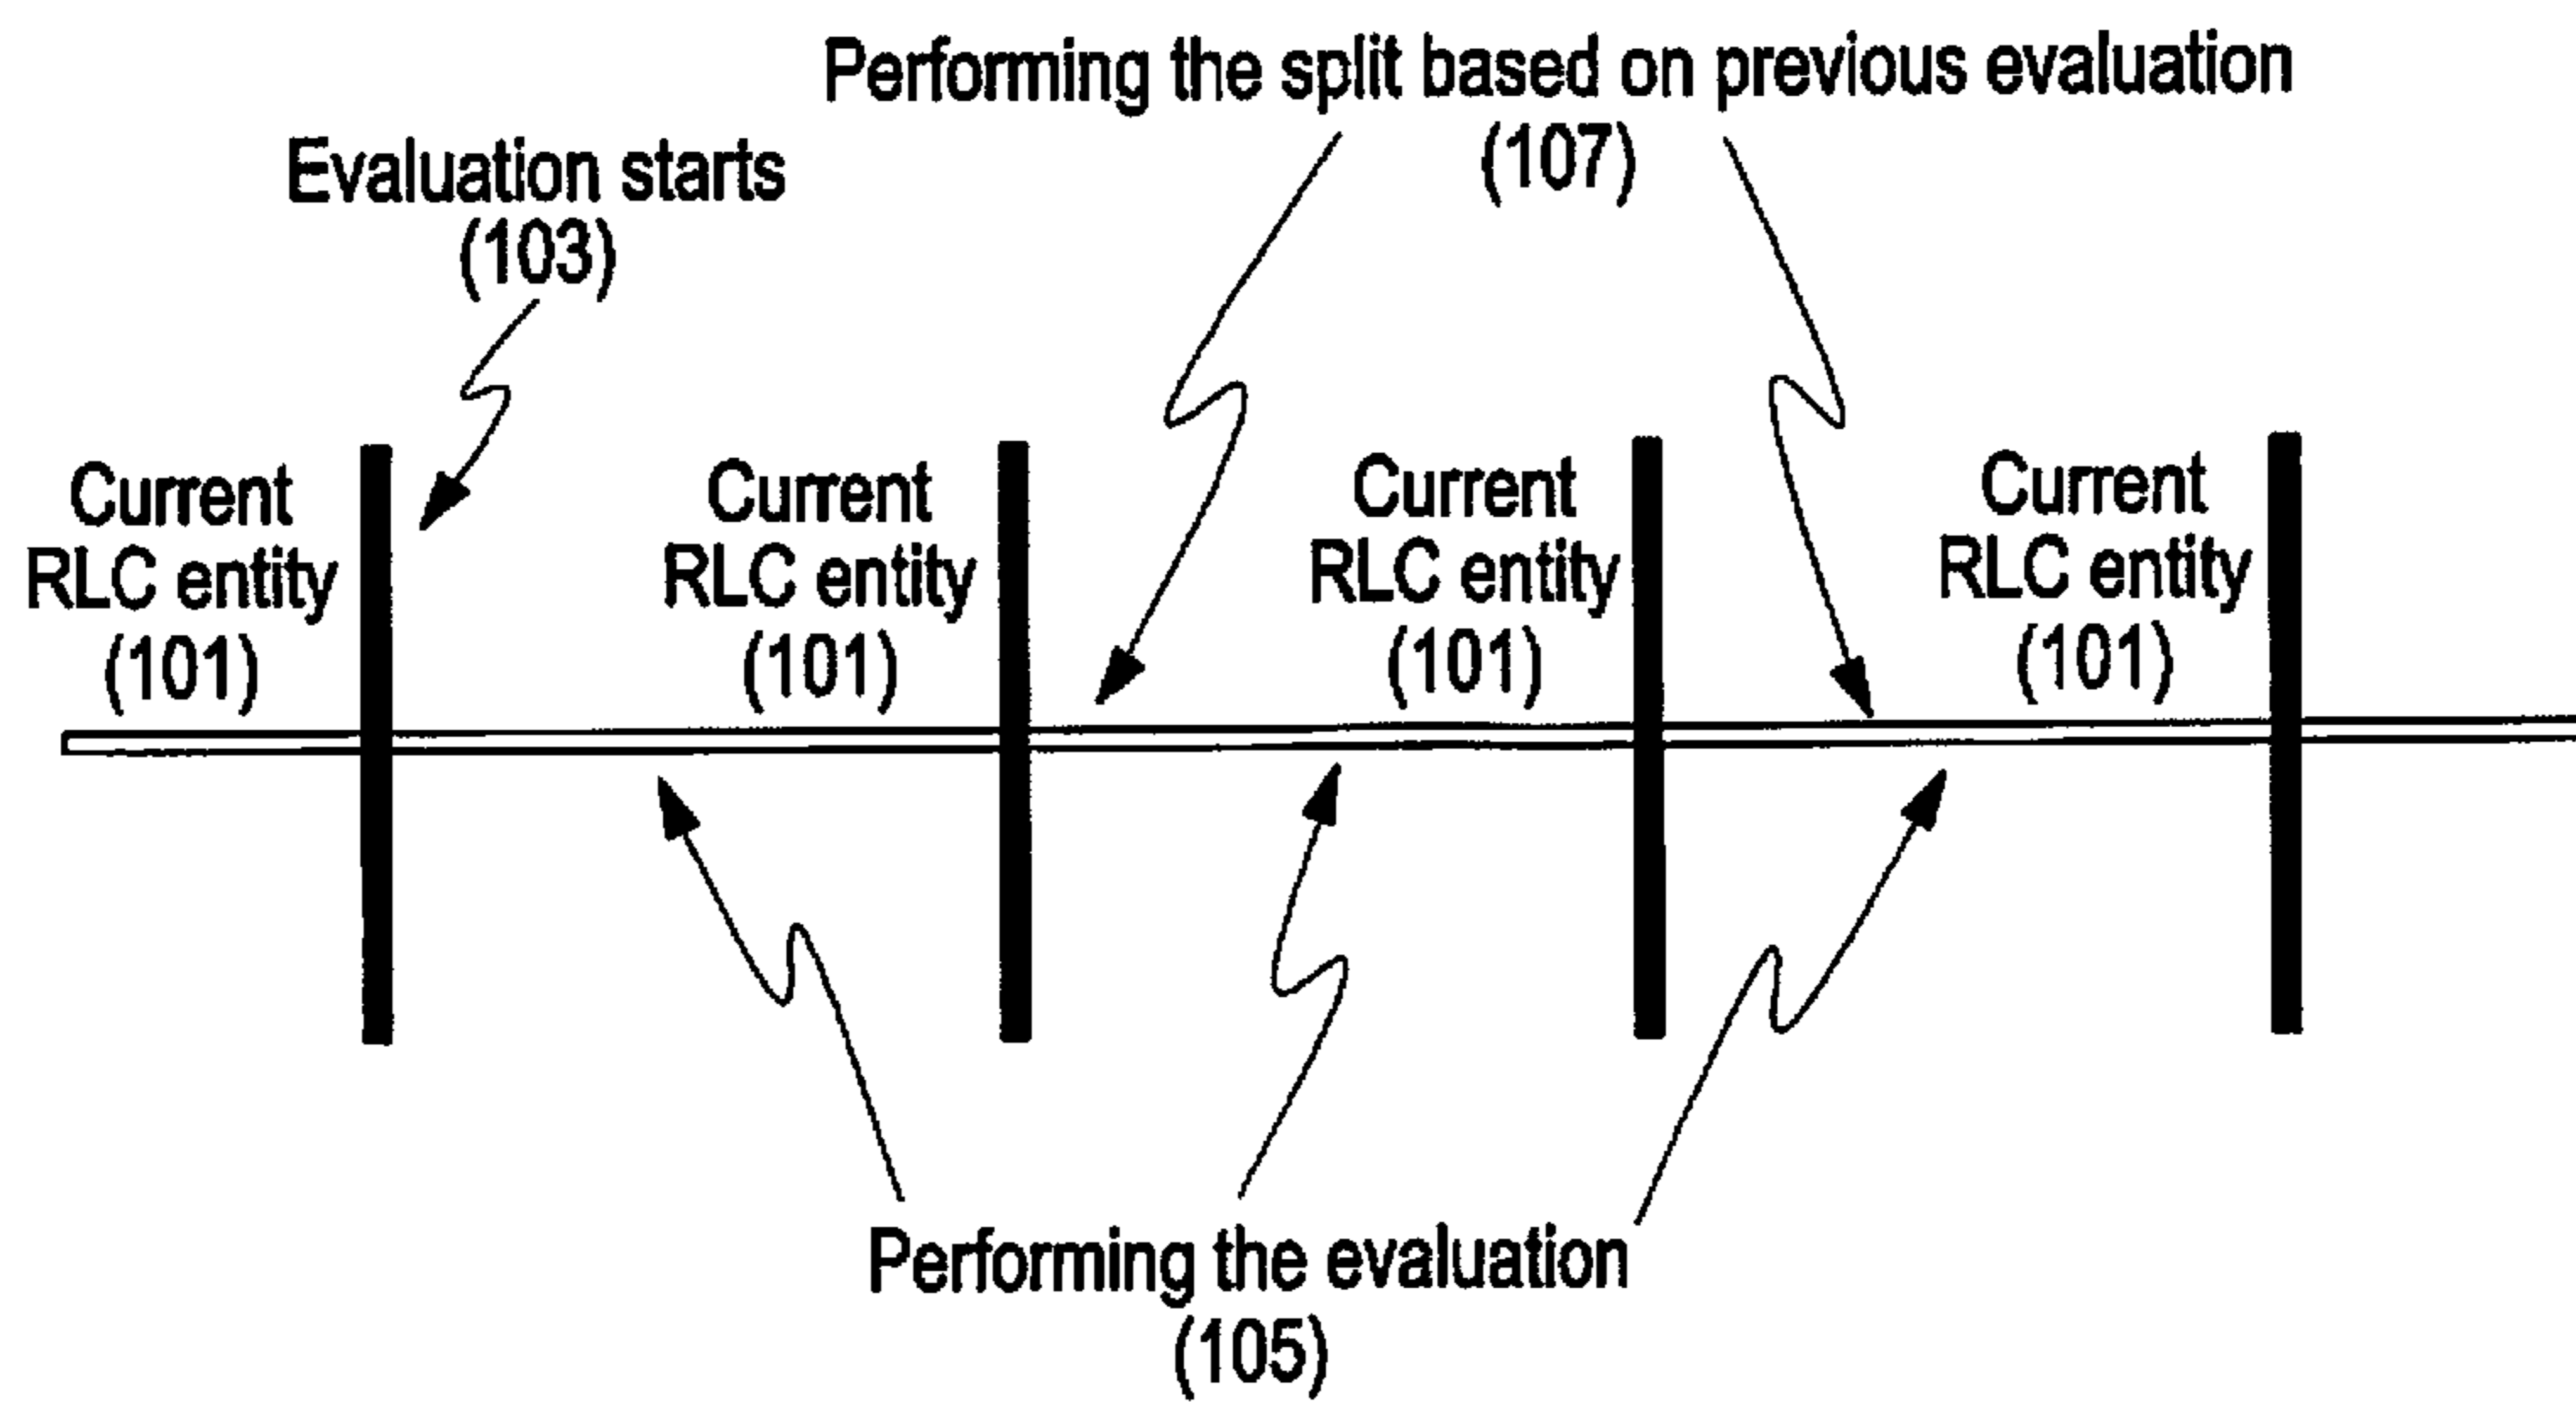 Performing the split based on previous evaluation
(107)
Evaluation starts
(103)
Current
RLC entity
(101)
Current
RLC entity
(101)
Current
RLC entity
(101)
Current
RLC entity
(101)
Performing the evaluation
(105)